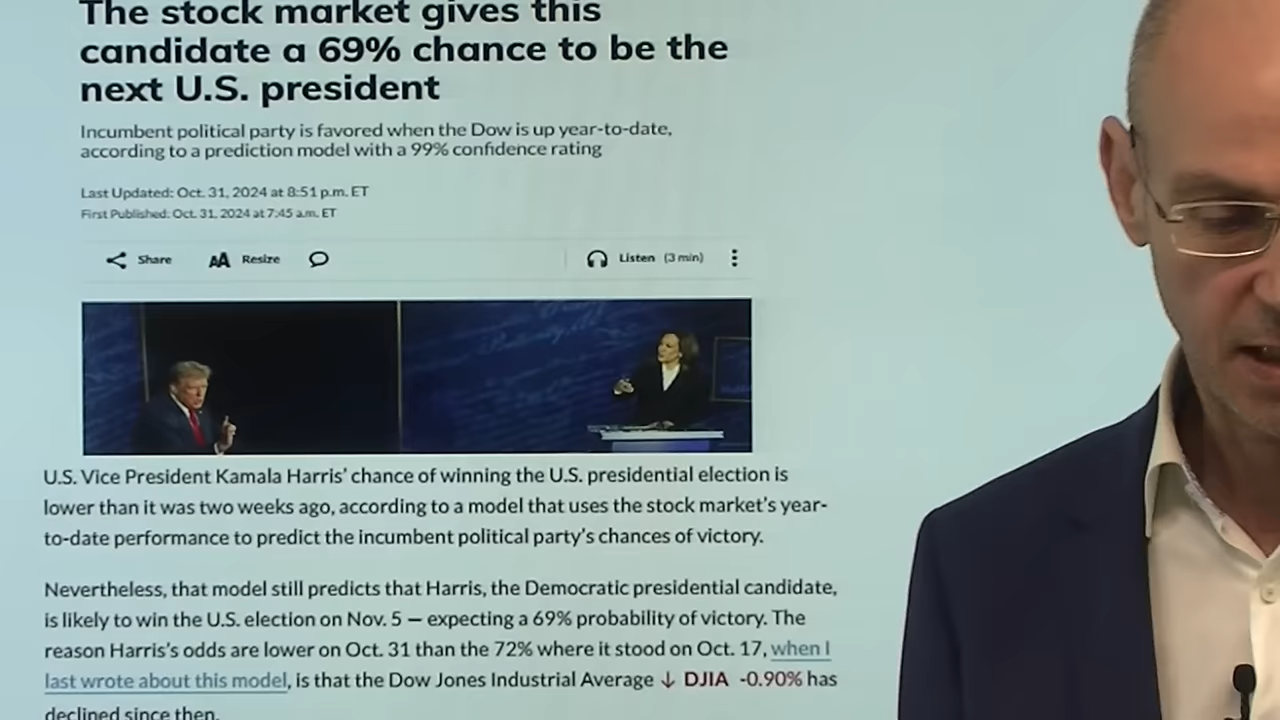 The stock market gives this
candidate a 69% chance to be the
next U.S. president
Incumbent political party is favored when the Dow is up year-to-date,
according to a prediction model with a 99% confidence rating
Last Updated: Oct. 31, 2024 at 8:51 p.m. ET
First Published: Oct. 31, 2024 at 7:45 a.m. ET
Share AA Resize Listen (3 min)
U.S. Vice President Kamala Harris’ chance of winning the U.S. presidential election is
lower than it was two weeks ago, according to a model that uses the stock market’s year-
to-date performance to predict the incumbent political party’s chances of victory.
Nevertheless, that model still predicts that Harris, the Democratic presidential candidate,
is likely to win the U.S. election on Nov. 5 — expecting a 69% probability of victory. The
reason Harris’s odds are lower on Oct. 31 than the 72% where it stood on Oct. 17, when I
last wrote about this model, is that the Dow Jones Industrial Average ↓ DJIA -0.90% has
declined since then.